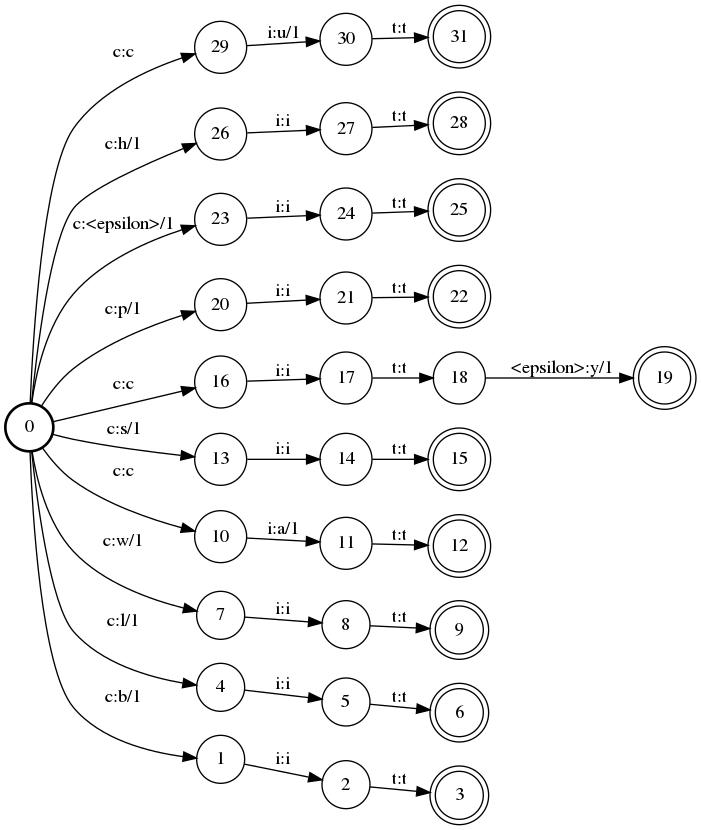 c:c 29 i:u/1 30 t:t 31
c:h/1 26 i:i 27 t:t 28
c:<epsilon>/1 23 i:i 24 t:t 25
c:p/1 20 i:i 21 t:t 22
c:c 16 i:i 17 t:t 18 <epsilon>:y/1 19
0
c:s/1 13 i:i 14 t:t 15
c:c 10 i:a/1 11 t:t 12
c:w/1 7 i:i 8 t:t 9
c:l/1 4 i:i 5 t:t 6
c:b/1 1 i:i 2 t:t 3